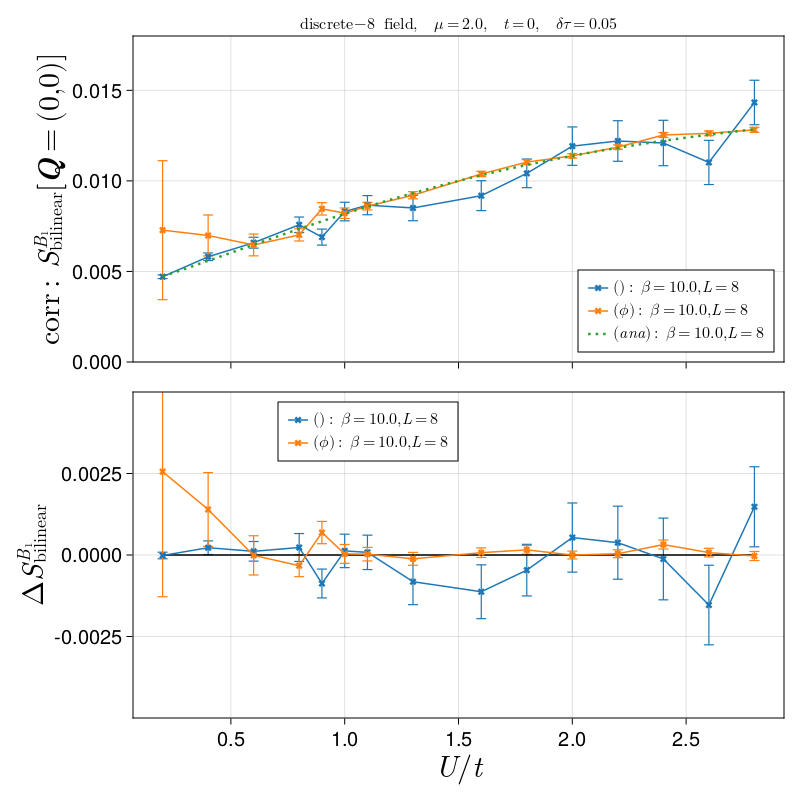 discrete−8 field, μ = 2.0, t = 0, δτ = 0.05
corr : S^{B_1}_{bilinear}[Q = (0,0)]
0.015
0.010
0.005
0.000
() : β = 10.0,L = 8
(ϕ) : β = 10.0,L = 8
(ana) : β = 10.0,L = 8
ΔS^{B_1}_{bilinear}
0.0025
0.0000
-0.0025
() : β = 10.0,L = 8
(ϕ) : β = 10.0,L = 8
0.5 1.0 1.5 2.0 2.5
U/t